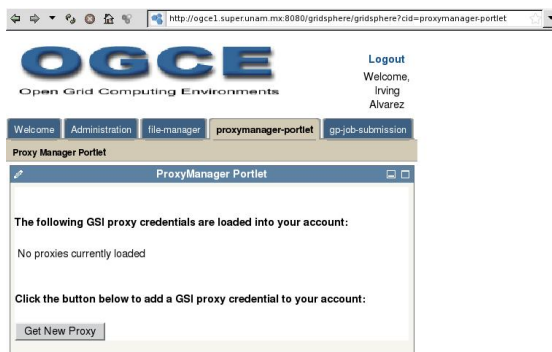 http://ogce1.super.unam.mx:8080/gridsphere/gridsphere?cid=proxymanager-portlet
OGCE
Open Grid Computing Environments
Logout
Welcome,
Irving
Alvarez
Welcome Administration file-manager proxymanager-portlet gp-job-submission
Proxy Manager Portlet
ProxyManager Portlet
The following GSI proxy credentials are loaded into your account:
No proxies currently loaded
Click the button below to add a GSI proxy credential to your account:
Get New Proxy